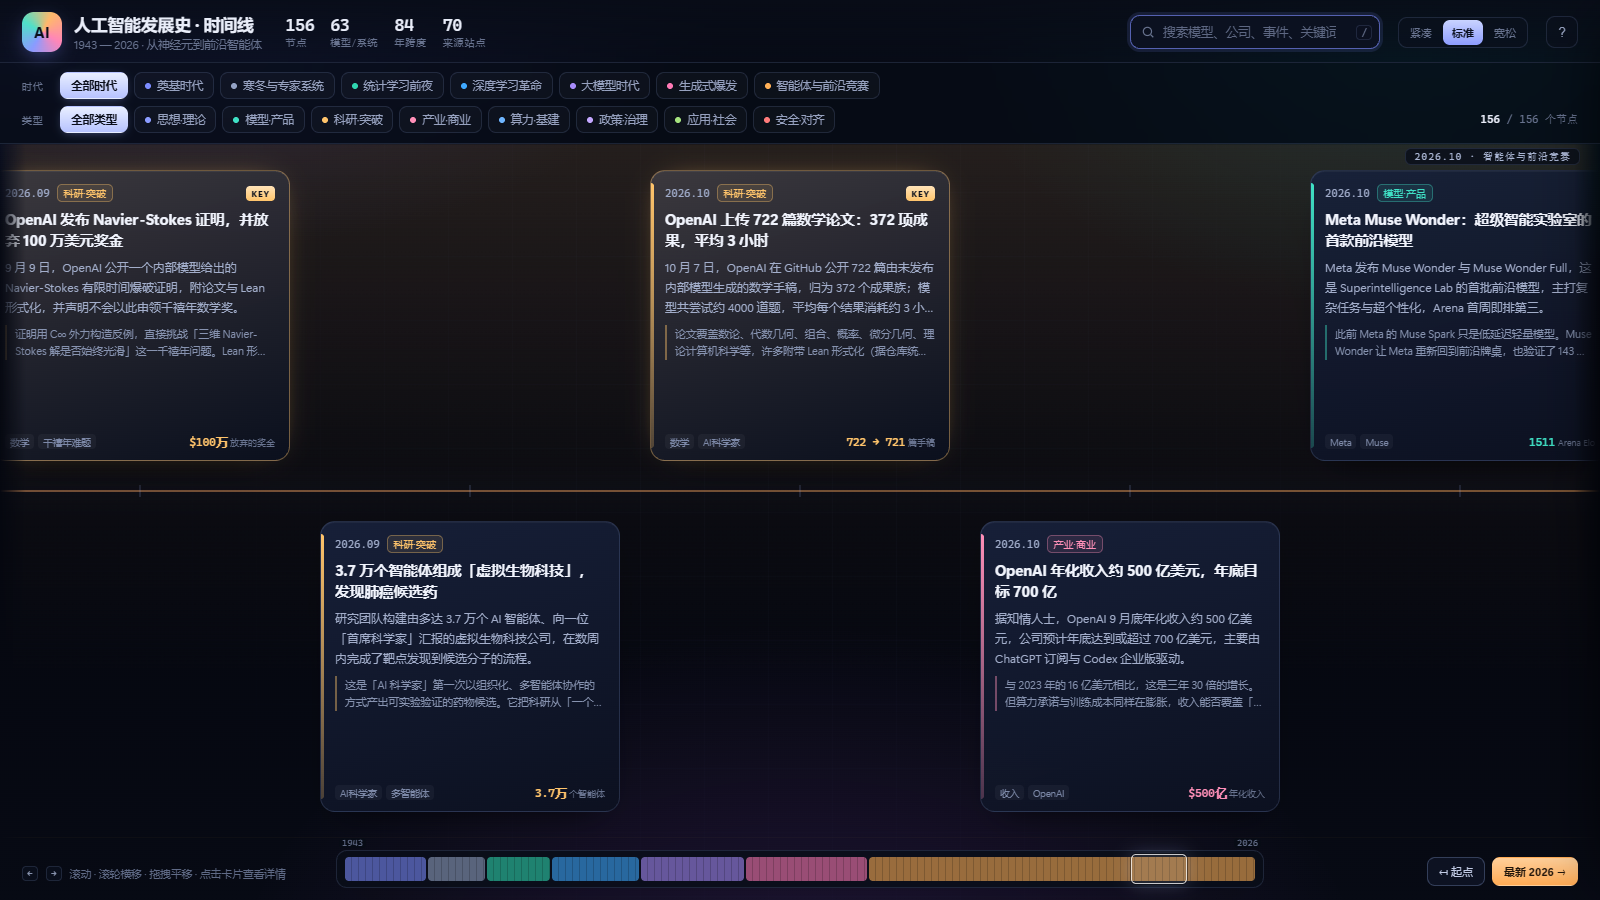 AI
人工智能发展史 · 时间线
1943 — 2026 · 从神经元到前沿智能体
156 节点
63 模型/系统
84 年跨度
70 来源站点
搜索模型、公司、事件、关键词 /
紧凑 标准 宽松
?
时代 全部时代 奠基时代 寒冬与专家系统 统计学习前夜 深度学习革命 大模型时代 生成式爆发 智能体与前沿竞赛
类型 全部类型 思想·理论 模型·产品 科研·突破 产业·商业 算力·基建 政策·治理 应用·社会 安全·对齐
156 / 156 个节点
2026.10 · 智能体与前沿竞赛
2026.09 科研·突破 KEY
OpenAI 发布 Navier-Stokes 证明，并放
弃 100 万美元奖金
9 月 9 日，OpenAI 公开一个内部模型给出的
Navier-Stokes 有限时间爆破证明，附论文与 Lean
形式化，并声明不会以此申领千禧年数学奖。
证明用 C∞ 外力构造反例，直接挑战「三维 Navier-
Stokes 解是否始终光滑」这一千禧年问题。Lean 形…
数学 千禧年难题
$100万 放弃的奖金
2026.10 科研·突破 KEY
OpenAI 上传 722 篇数学论文：372 项成
果，平均 3 小时
10 月 7 日，OpenAI 在 GitHub 公开 722 篇由未发布
内部模型生成的数学手稿，归为 372 个成果族；模
型共尝试约 4000 道题，平均每个结果消耗约 3 小…
论文覆盖数论、代数几何、组合、概率、微分几何、理
论计算机科学等，许多附带 Lean 形式化（据仓库统…
数学 AI科学家
722 → 721 篇手稿
2026.10 模型·产品
Meta Muse Wonder：超级智能实验室的
首款前沿模型
Meta 发布 Muse Wonder 与 Muse Wonder Full，这
是 Superintelligence Lab 的首批前沿模型，主打复
杂任务与超个性化，Arena 首周即排第三。
此前 Meta 的 Muse Spark 只是低延迟轻量模型。Muse
Wonder 让 Meta 重新回到前沿牌桌，也验证了 143 …
Meta Muse
1511 Arena Elo
2026.09 科研·突破
3.7 万个智能体组成「虚拟生物科技」，
发现肺癌候选药
研究团队构建由多达 3.7 万个 AI 智能体、向一位
「首席科学家」汇报的虚拟生物科技公司，在数周
内完成了靶点发现到候选分子的流程。
这是「AI 科学家」第一次以组织化、多智能体协作的
方式产出可实验验证的药物候选。它把科研从「一个…
AI科学家 多智能体
3.7万 个智能体
2026.10 产业·商业
OpenAI 年化收入约 500 亿美元，年底目
标 700 亿
据知情人士，OpenAI 9 月底年化收入约 500 亿美
元，公司预计年底达到或超过 700 亿美元，主要由
ChatGPT 订阅与 Codex 企业版驱动。
与 2023 年的 16 亿美元相比，这是三年 30 倍的增长。
但算力承诺与训练成本同样在膨胀，收入能否覆盖「…
收入 OpenAI
$500亿 年化收入
1943 2026
← → 滚动 · 滚轮横移 · 拖拽平移 · 点击卡片查看详情
↤ 起点
最新 2026 →